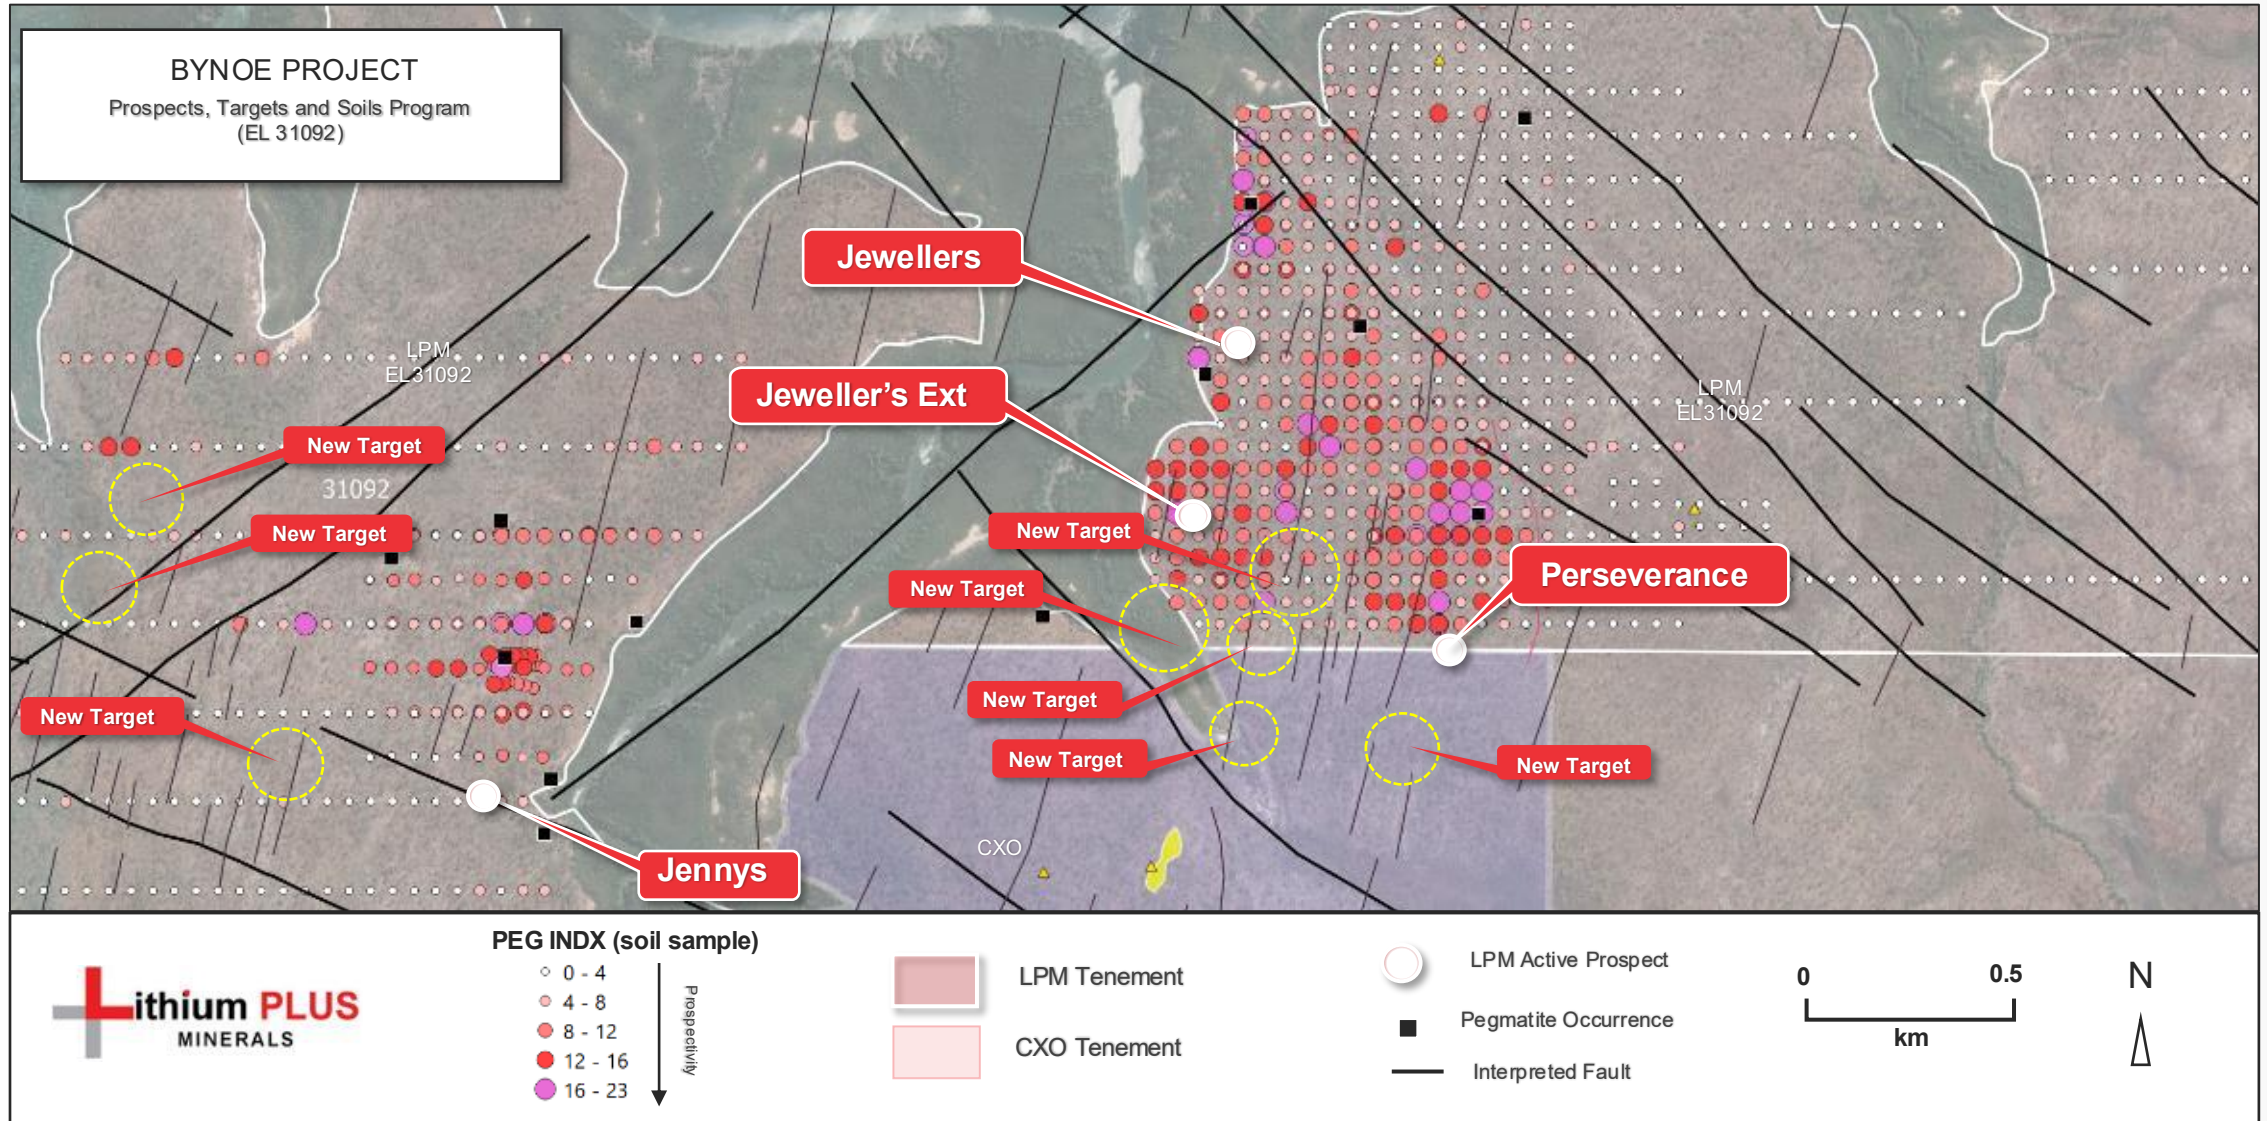 BYNOE PROJECT
Prospects, Targets and Soils Program
(EL 31092)
Jewellers
LPM
EL31092
Jeweller's Ext
LPM
EL31092
New Target
31092
New Target
New Target
New Target
Perseverance
New Target
New Target
New Target
New Target
CXO
Jennys
Lithium PLUS
MINERALS
PEG INDX (soil sample)
0 - 4
4 - 8
8 - 12
12 - 16
16 - 23
Prospectivity
LPM Tenement
CXO Tenement
LPM Active Prospect
Pegmatite Occurrence
Interpreted Fault
0 0.5
km
N